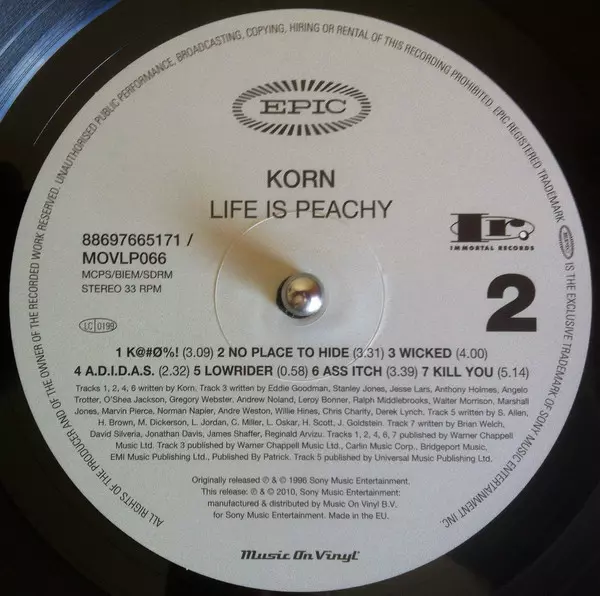 ALL RIGHTS OF THE PRODUCER AND OF THE OWNER OF THE RECORDED WORK RESERVED. UNAUTHORISED PUBLIC PERFORMANCE, BROADCASTING, COPYING, HIRING OR RENTAL OF THIS RECORDING PROHIBITED. EPIC REGISTERED TRADEMARK EPIC IS THE EXCLUSIVE TRADEMARK OF SONY MUSIC ENTERTAINMENT INC.
EPIC
KORN
LIFE IS PEACHY
88697665171 /
MOVLP066
MCPS/BIEM/SDRM
STEREO 33 RPM
LC 0199
Ir.
IMMORTAL RECORDS
2
1 K@#Ø%! (3.09) 2 NO PLACE TO HIDE (3.31) 3 WICKED (4.00)
4 A.D.I.D.A.S. (2.32) 5 LOWRIDER (0.58) 6 ASS ITCH (3.39) 7 KILL YOU (5.14)
Tracks 1, 2, 4, 6 written by Korn. Track 3 written by Eddie Goodman, Stanley Jones, Jesse Lars, Anthony Holmes, Angelo
Trotter, O'Shea Jackson, Gregory Webster, Andrew Noland, Leroy Bonner, Ralph Middlebrooks, Walter Morrison, Marshall
Jones, Marvin Pierce, Norman Napier, Andre Weston, Willie Hines, Chris Charity, Derek Lynch. Track 5 written by S. Allen,
H. Brown, M. Dickerson, L. Jordan, C. Miller, L. Oskar, H. Scott, J. Goldstein. Track 7 written by Brian Welch,
David Silveria, Jonathan Davis, James Shaffer, Reginald Arvizu. Tracks 1, 2, 4, 6, 7 published by Warner Chappell
Music Ltd. Track 3 published by Warner Chappell Music Ltd., Carlin Music Corp., Bridgeport Music,
EMI Music Publishing Ltd., Published By Patrick. Track 5 published by Universal Music Publishing Ltd.
Originally released ℗ & © 1996 Sony Music Entertainment.
This release: ℗ & © 2010, Sony Music Entertainment:
manufactured & distributed by Music On Vinyl B.V.
for Sony Music Entertainment. Made in the EU.
Music On Vinyl